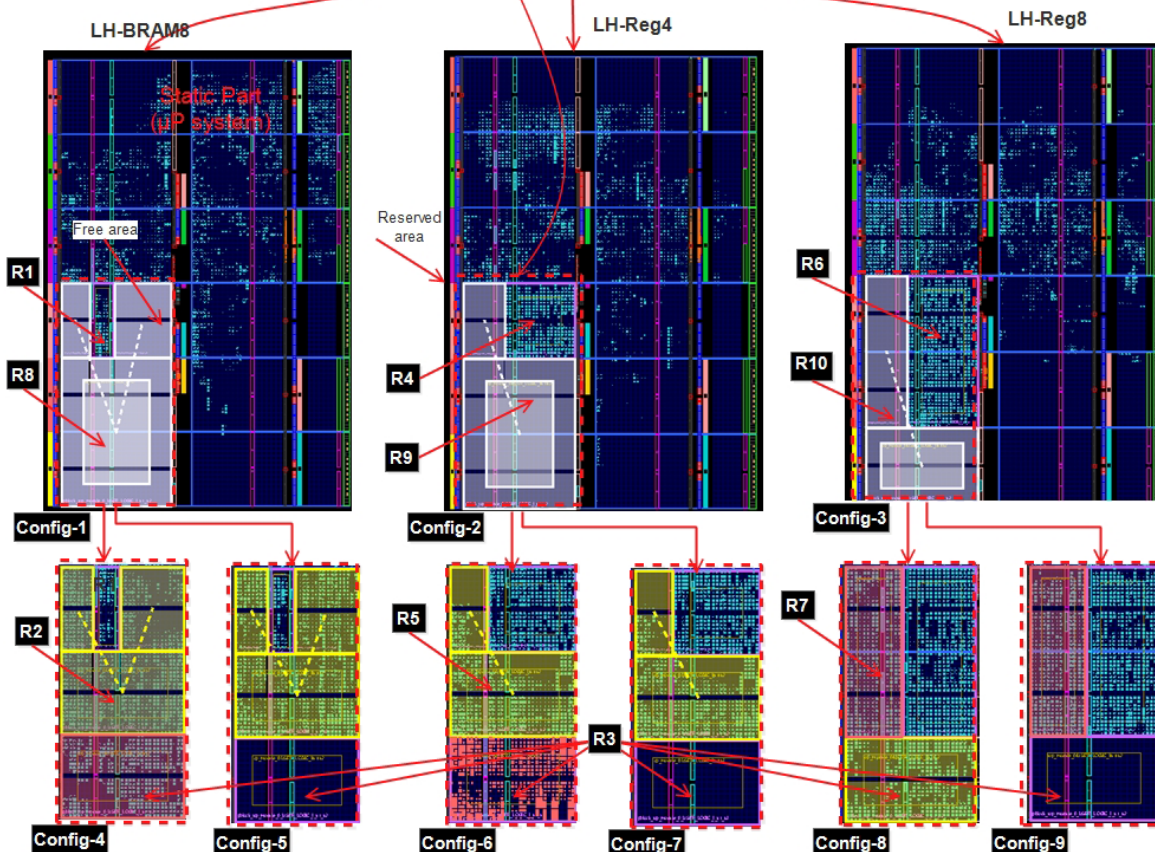 LH-BRAM8
LH-Reg4
LH-Reg8
Static Part
(µP system)
Free area
Reserved
area
R1
R6
R8
R4
R10
R9
Config-1
Config-2
Config-3
R2
R5
R7
R3
Config-4
Config-5
Config-6
Config-7
Config-8
Config-9